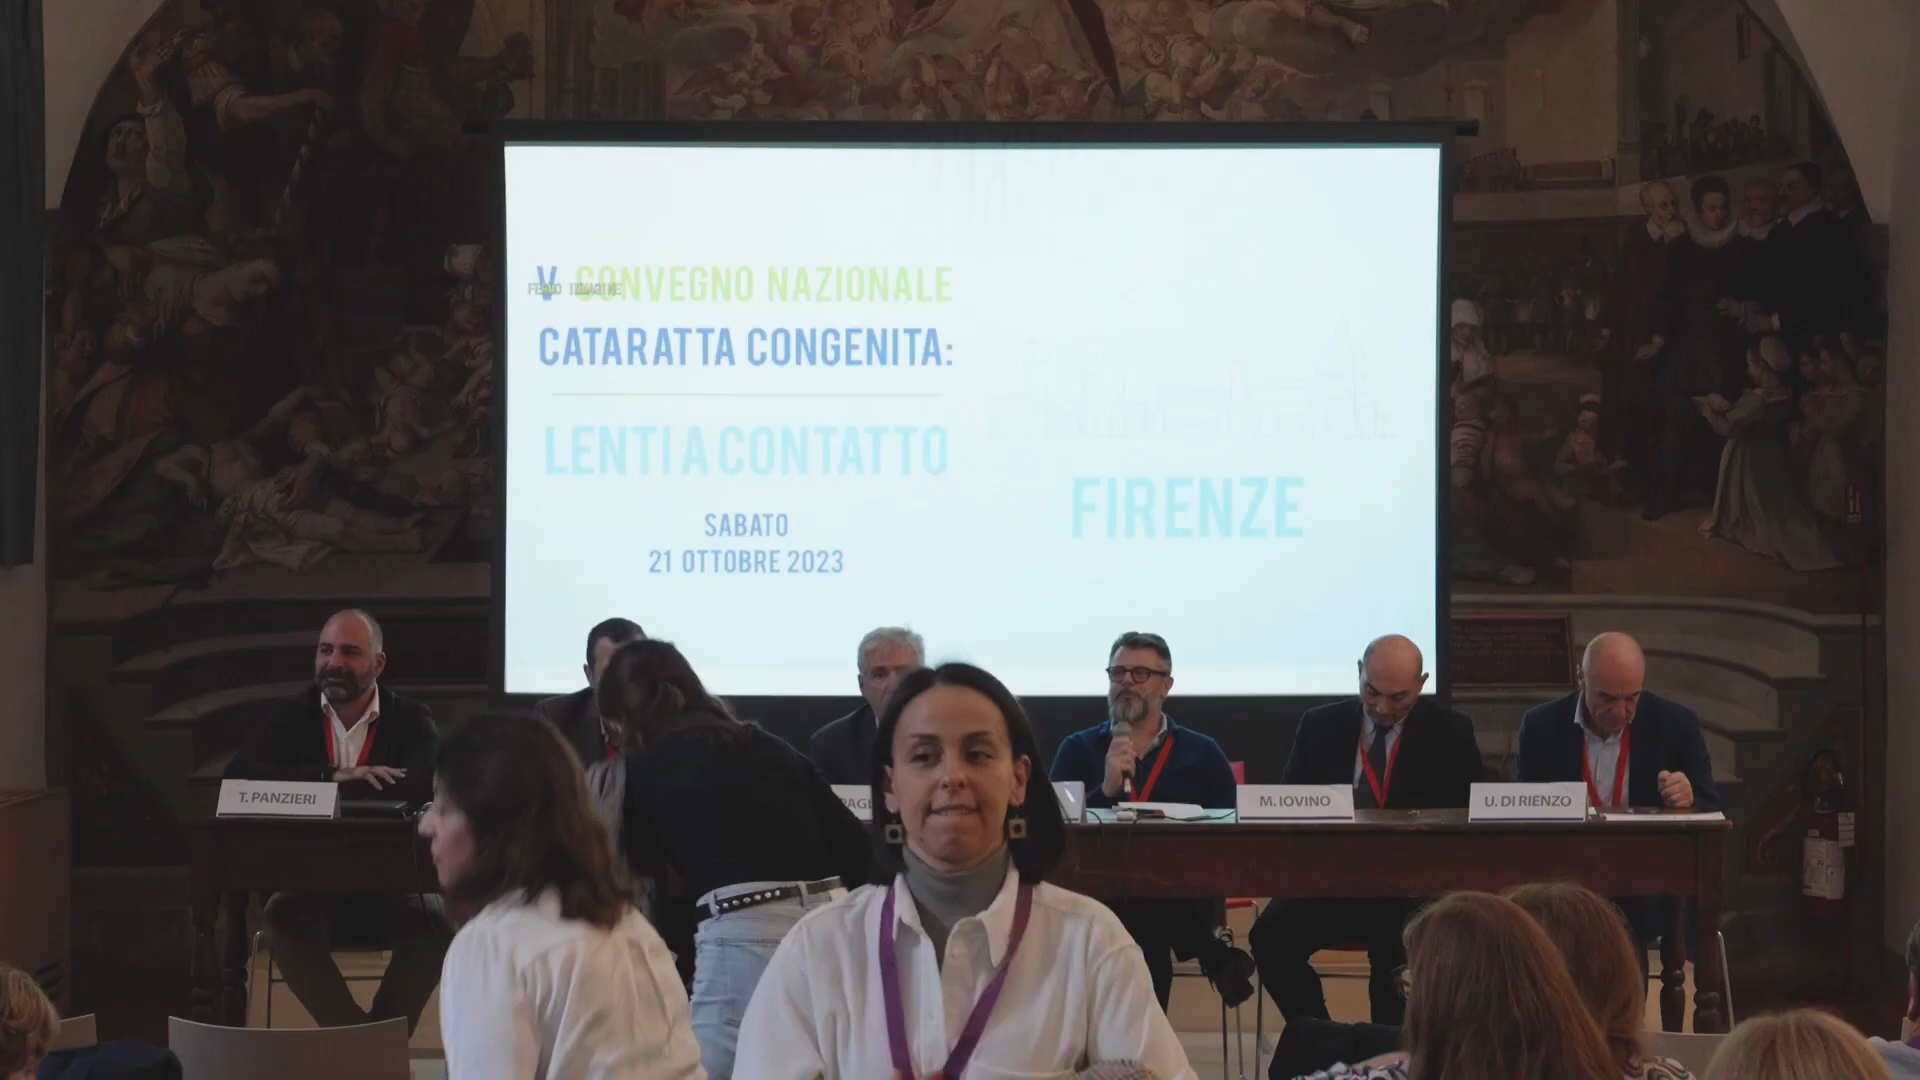 V CONVEGNO NAZIONALE
CATARATTA CONGENITA:
LENTI A CONTATTO
SABATO
21 OTTOBRE 2023
FIRENZE
T. PANZIERI
M. IOVINO
U. DI RIENZO